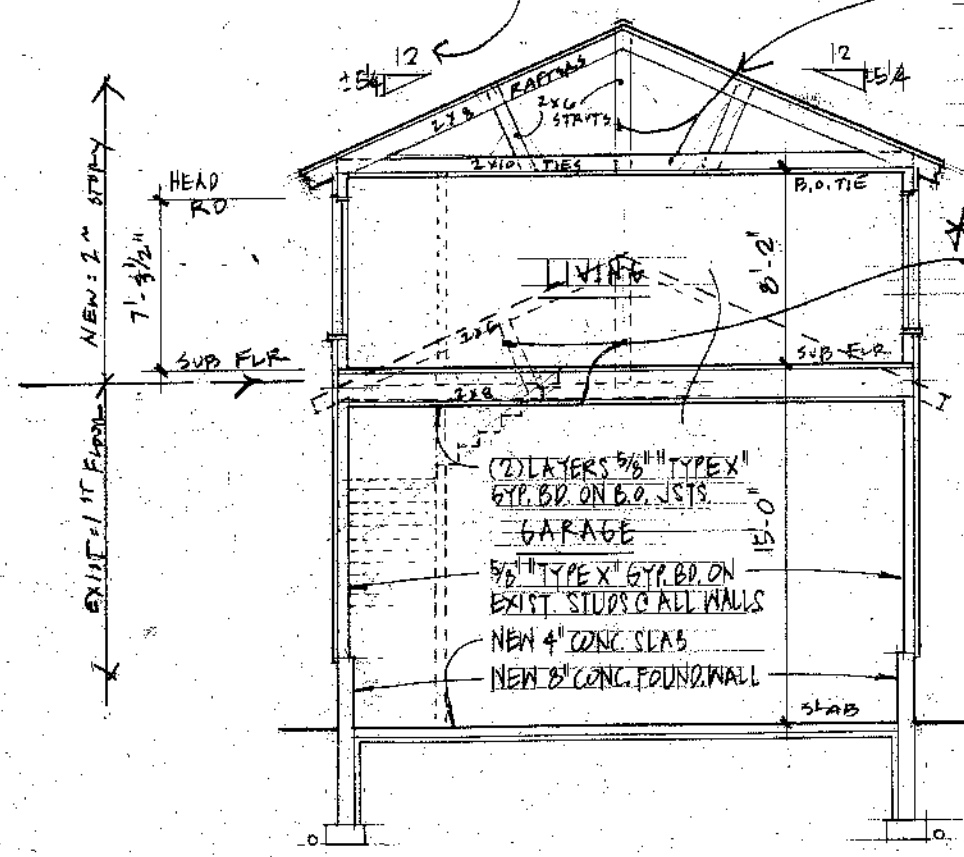 12
±5¼
12
±5¼
2x8 RAFTERS
2x6
STRUTS
2x10 TIES
HEAD
RO
B.O. TIE
NEW: 2ND STORY
8'-2"
LIVING
2x6
SUB FLR
SUB FLR
2x8
(2) LAYERS 5/8" "TYPE X"
GYP. BD. ON B.O. JSTS
GARAGE
15'-0"
5/8" "TYPE X" GYP. BD. ON
EXIST. STUDS @ ALL WALLS
EXIST: 1ST FLOOR
NEW 4" CONC. SLAB
NEW 8" CONC. FOUND. WALL
SLAB